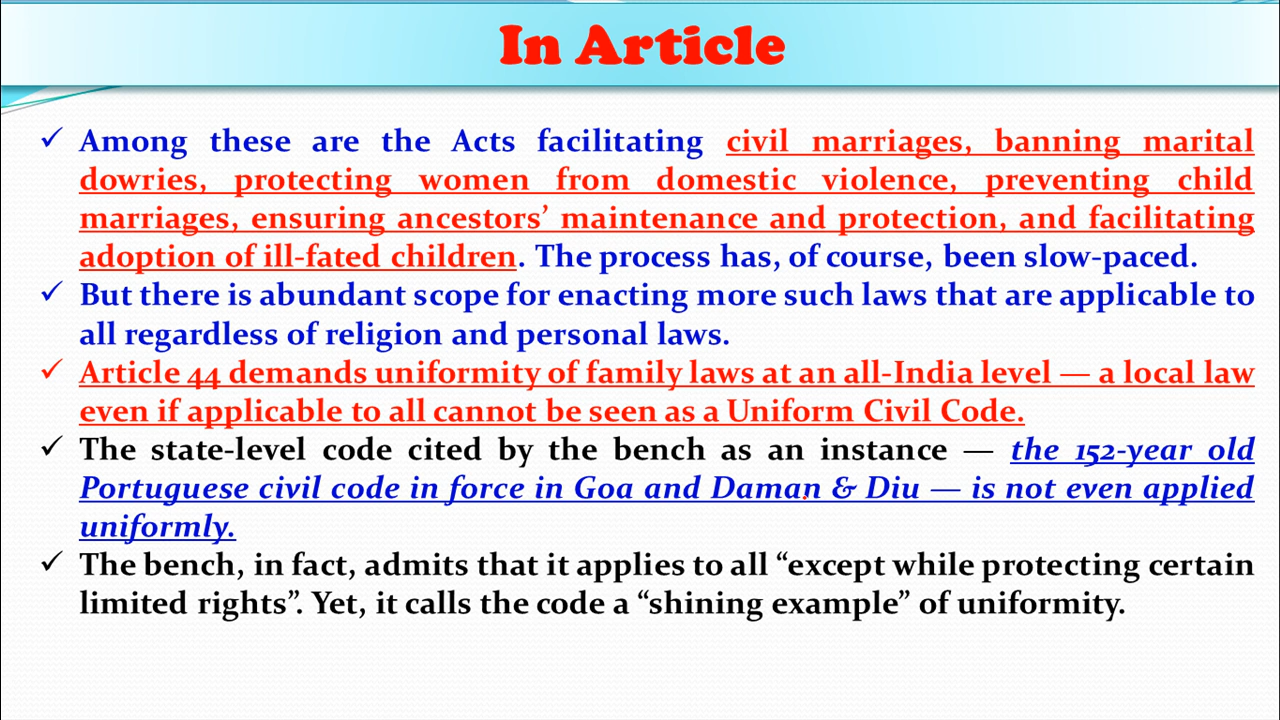 In Article
✓ Among these are the Acts facilitating civil marriages, banning marital
dowries, protecting women from domestic violence, preventing child
marriages, ensuring ancestors’ maintenance and protection, and facilitating
adoption of ill-fated children. The process has, of course, been slow-paced.
✓ But there is abundant scope for enacting more such laws that are applicable to
all regardless of religion and personal laws.
✓ Article 44 demands uniformity of family laws at an all-India level — a local law
even if applicable to all cannot be seen as a Uniform Civil Code.
✓ The state-level code cited by the bench as an instance — the 152-year old
Portuguese civil code in force in Goa and Daman & Diu — is not even applied
uniformly.
✓ The bench, in fact, admits that it applies to all “except while protecting certain
limited rights”. Yet, it calls the code a “shining example” of uniformity.